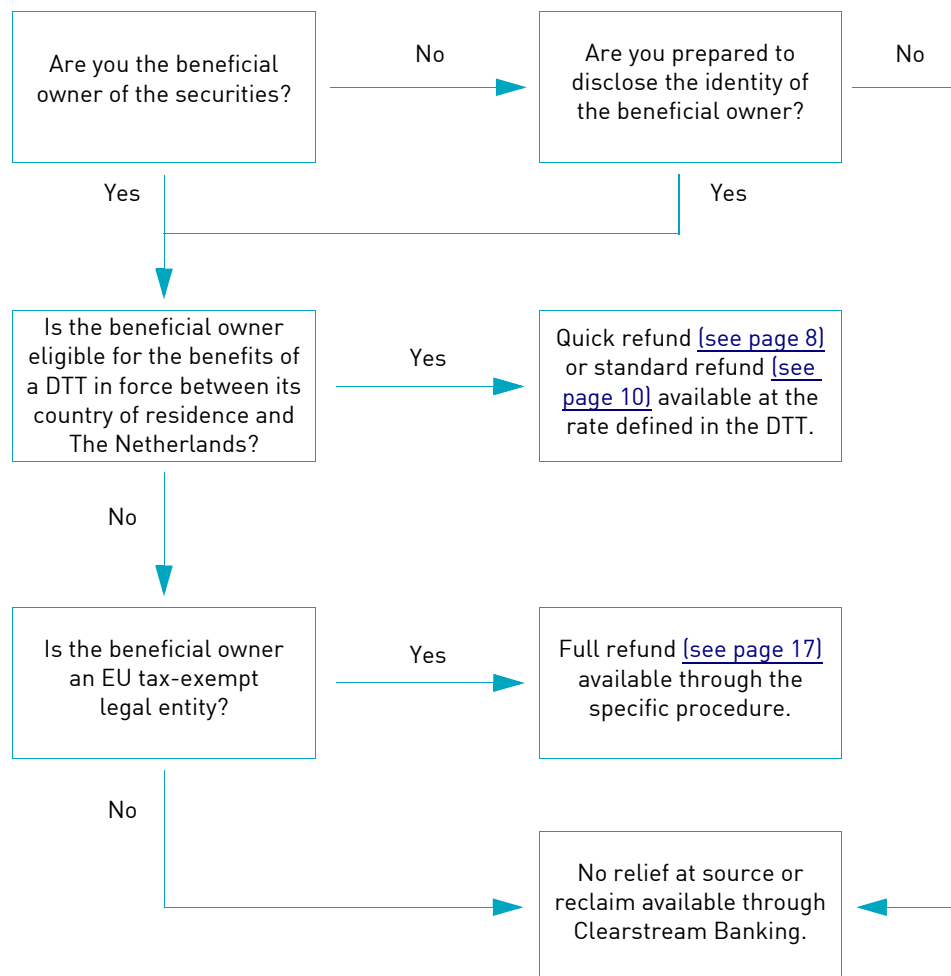 Are you the beneficial
owner of the securities?
No
Are you prepared to
disclose the identity of
the beneficial owner?
No
Yes
Yes
Is the beneficial owner
eligible for the benefits of
a DTT in force between its
country of residence and
The Netherlands?
Yes
Quick refund (see page 8)
or standard refund (see
page 10) available at the
rate defined in the DTT.
No
Is the beneficial owner
an EU tax-exempt
legal entity?
Yes
Full refund (see page 17)
available through the
specific procedure.
No
No relief at source or
reclaim available through
Clearstream Banking.